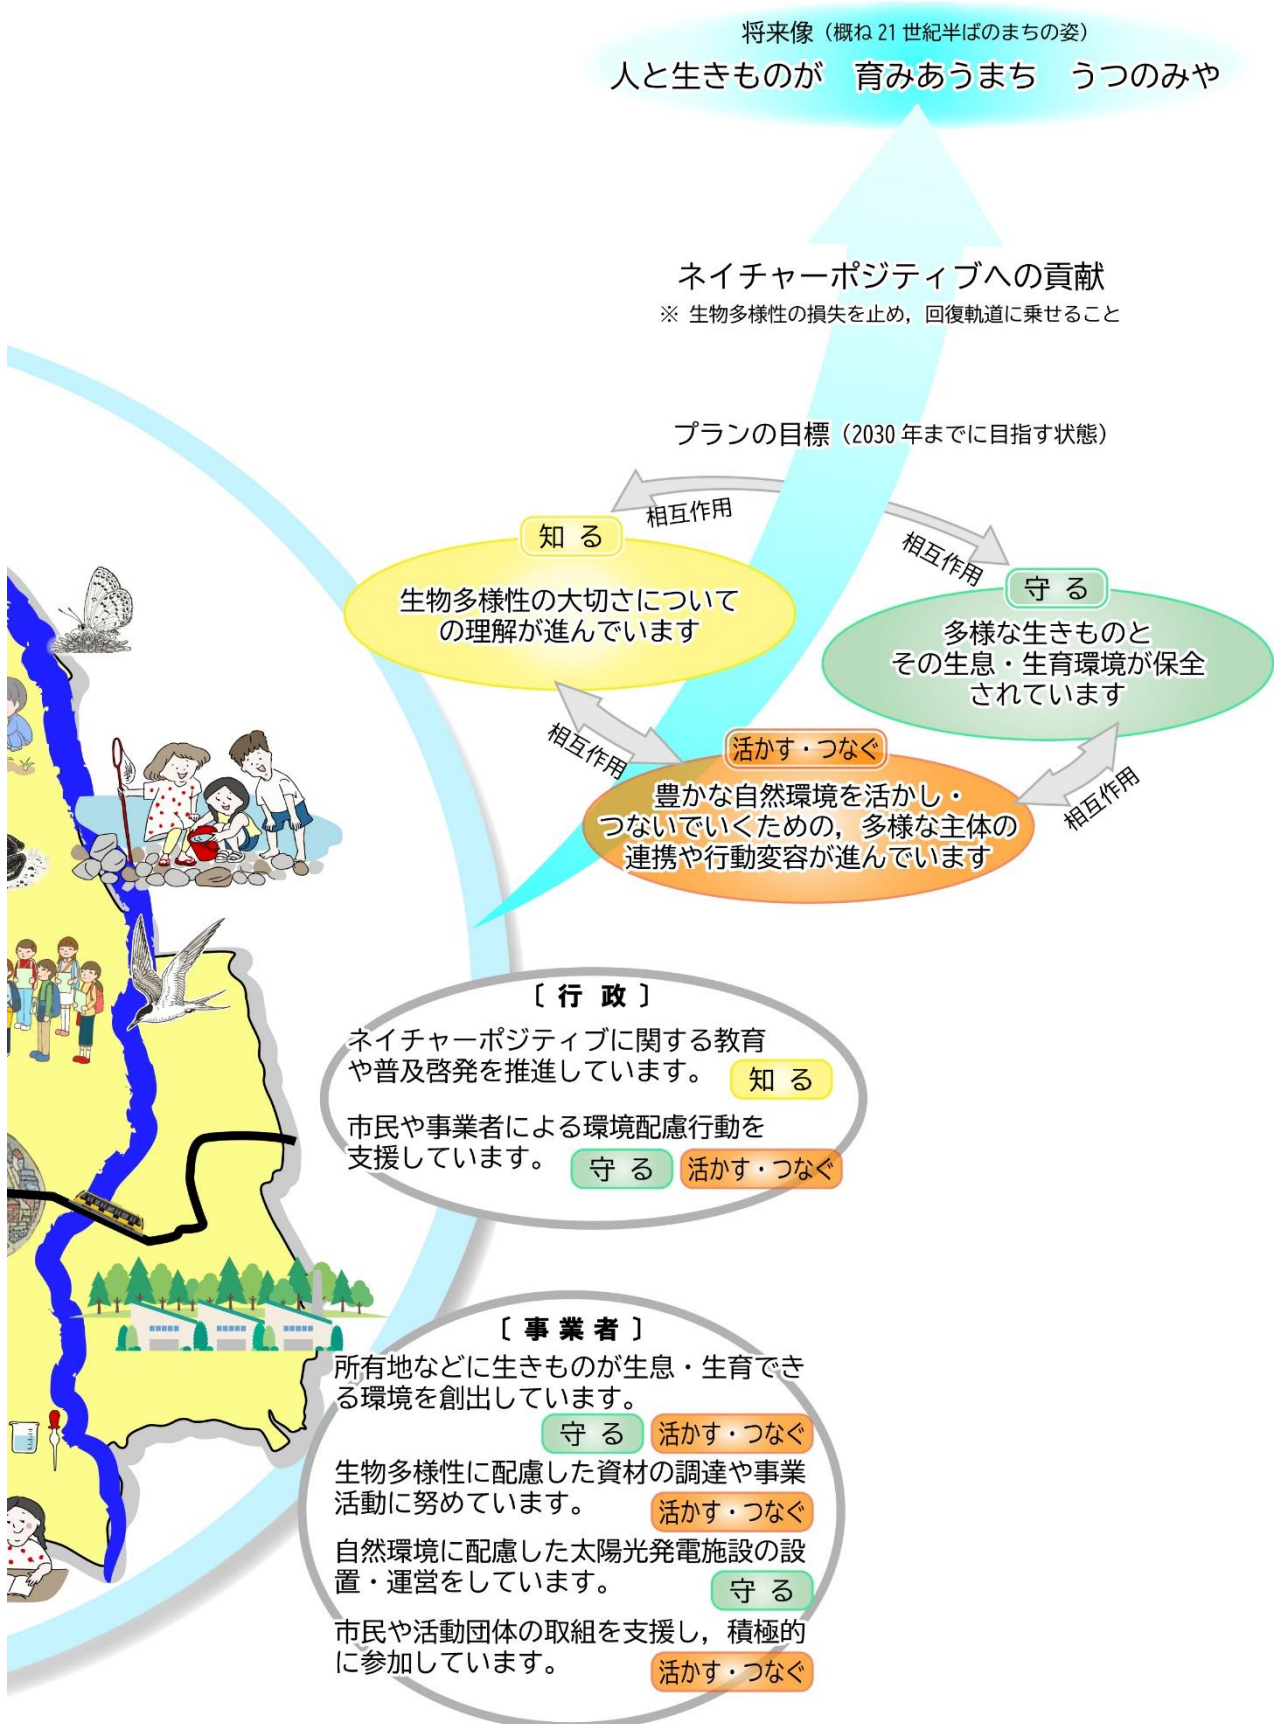 将来像（概ね21世紀半ばのまちの姿）
人と生きものが　育みあうまち　うつのみや
ネイチャーポジティブへの貢献
※ 生物多様性の損失を止め，回復軌道に乗せること
プランの目標（2030年までに目指す状態）
相互作用
相互作用
知 る
生物多様性の大切さについて
の理解が進んでいます
守 る
多様な生きものと
その生息・生育環境が保全
されています
相互作用
相互作用
活かす・つなぐ
豊かな自然環境を活かし・
つないでいくための，多様な主体の
連携や行動変容が進んでいます
〔 行 政 〕
ネイチャーポジティブに関する教育
や普及啓発を推進しています。
知 る
市民や事業者による環境配慮行動を
支援しています。
守 る
活かす・つなぐ
〔 事 業 者 〕
所有地などに生きものが生息・生育でき
る環境を創出しています。
守 る
活かす・つなぐ
生物多様性に配慮した資材の調達や事業
活動に努めています。
活かす・つなぐ
自然環境に配慮した太陽光発電施設の設
置・運営をしています。
守 る
市民や活動団体の取組を支援し，積極的
に参加しています。
活かす・つなぐ